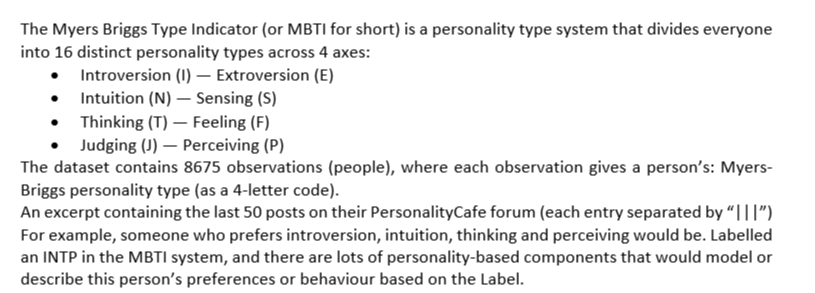 The Myers Briggs Type Indicator (or MBTI for short) is a personality type system that divides everyone
into 16 distinct personality types across 4 axes:
• Introversion (I) — Extroversion (E)
• Intuition (N) — Sensing (S)
• Thinking (T) — Feeling (F)
• Judging (J) — Perceiving (P)
The dataset contains 8675 observations (people), where each observation gives a person's: Myers-
Briggs personality type (as a 4-letter code).
An excerpt containing the last 50 posts on their PersonalityCafe forum (each entry separated by “|||”)
For example, someone who prefers introversion, intuition, thinking and perceiving would be. Labelled
an INTP in the MBTI system, and there are lots of personality-based components that would model or
describe this person's preferences or behaviour based on the Label.